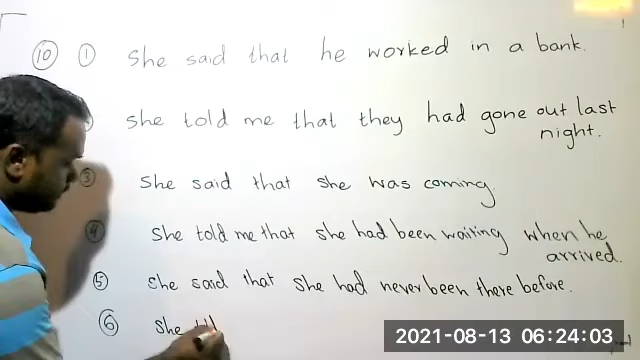 10 1 She said that he worked in a bank.
She told me that they had gone out last
night.
3 She said that she was coming.
4 She told me that she had been waiting when he
arrived.
5 She said that she had never been there before.
6 She
2021-08-13 06:24:03